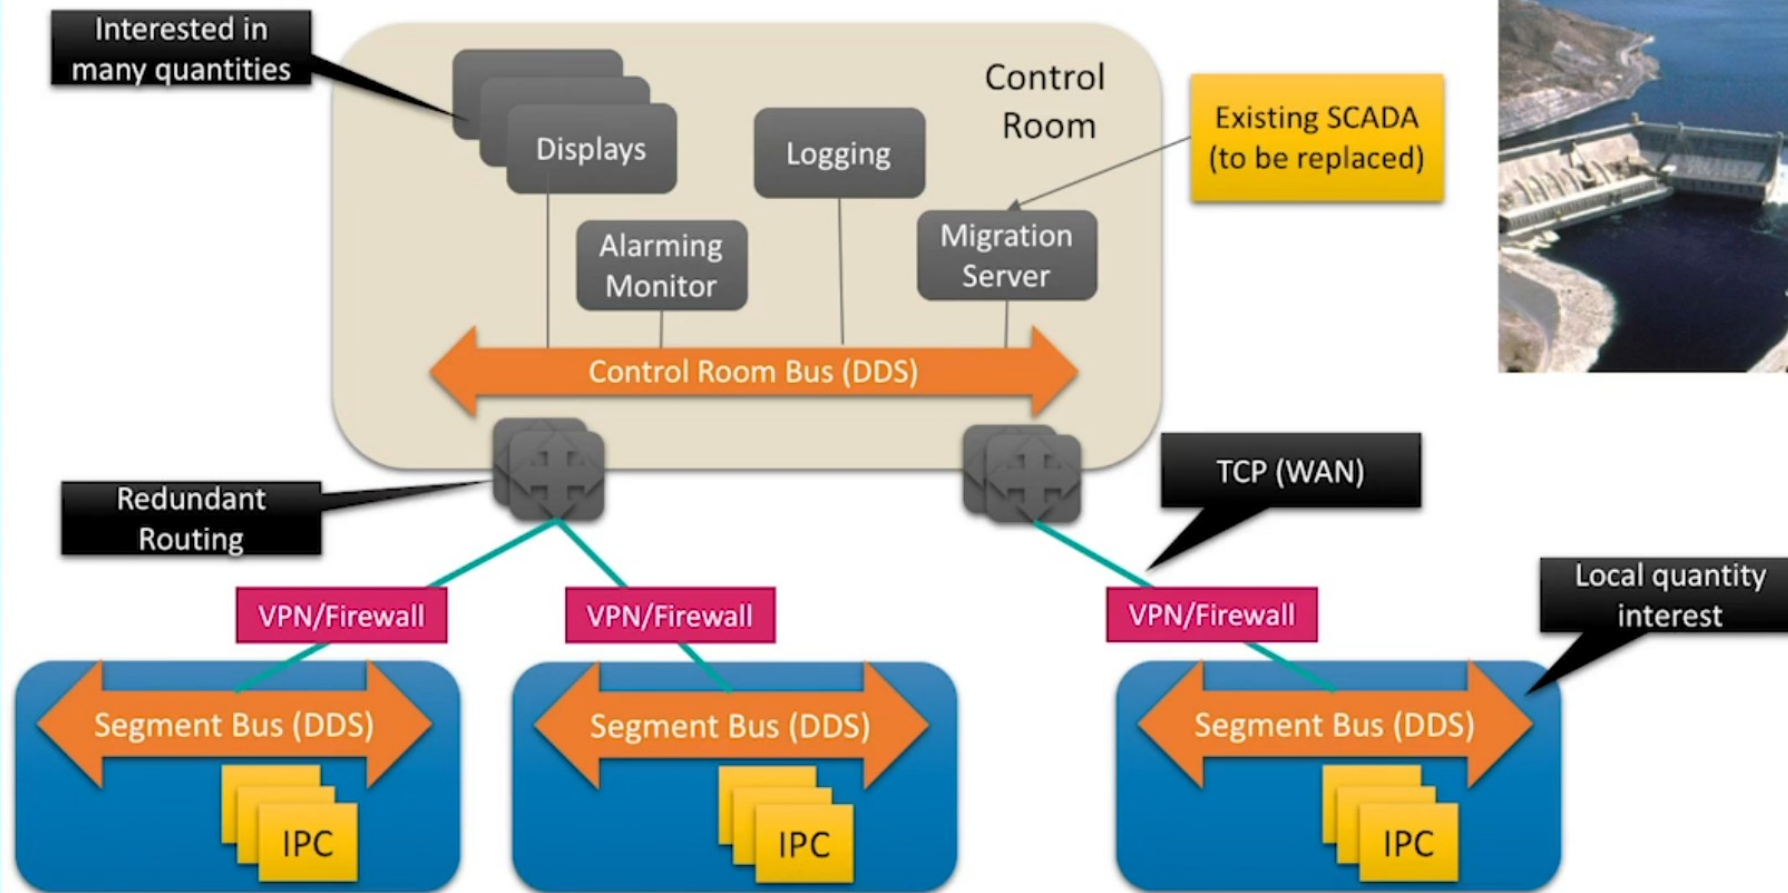 Interested in
many quantities
Control
Room
Displays
Logging
Existing SCADA
(to be replaced)
Alarming
Monitor
Migration
Server
Control Room Bus (DDS)
Redundant
Routing
TCP (WAN)
VPN/Firewall
VPN/Firewall
VPN/Firewall
Local quantity
interest
Segment Bus (DDS)
Segment Bus (DDS)
Segment Bus (DDS)
IPC
IPC
IPC